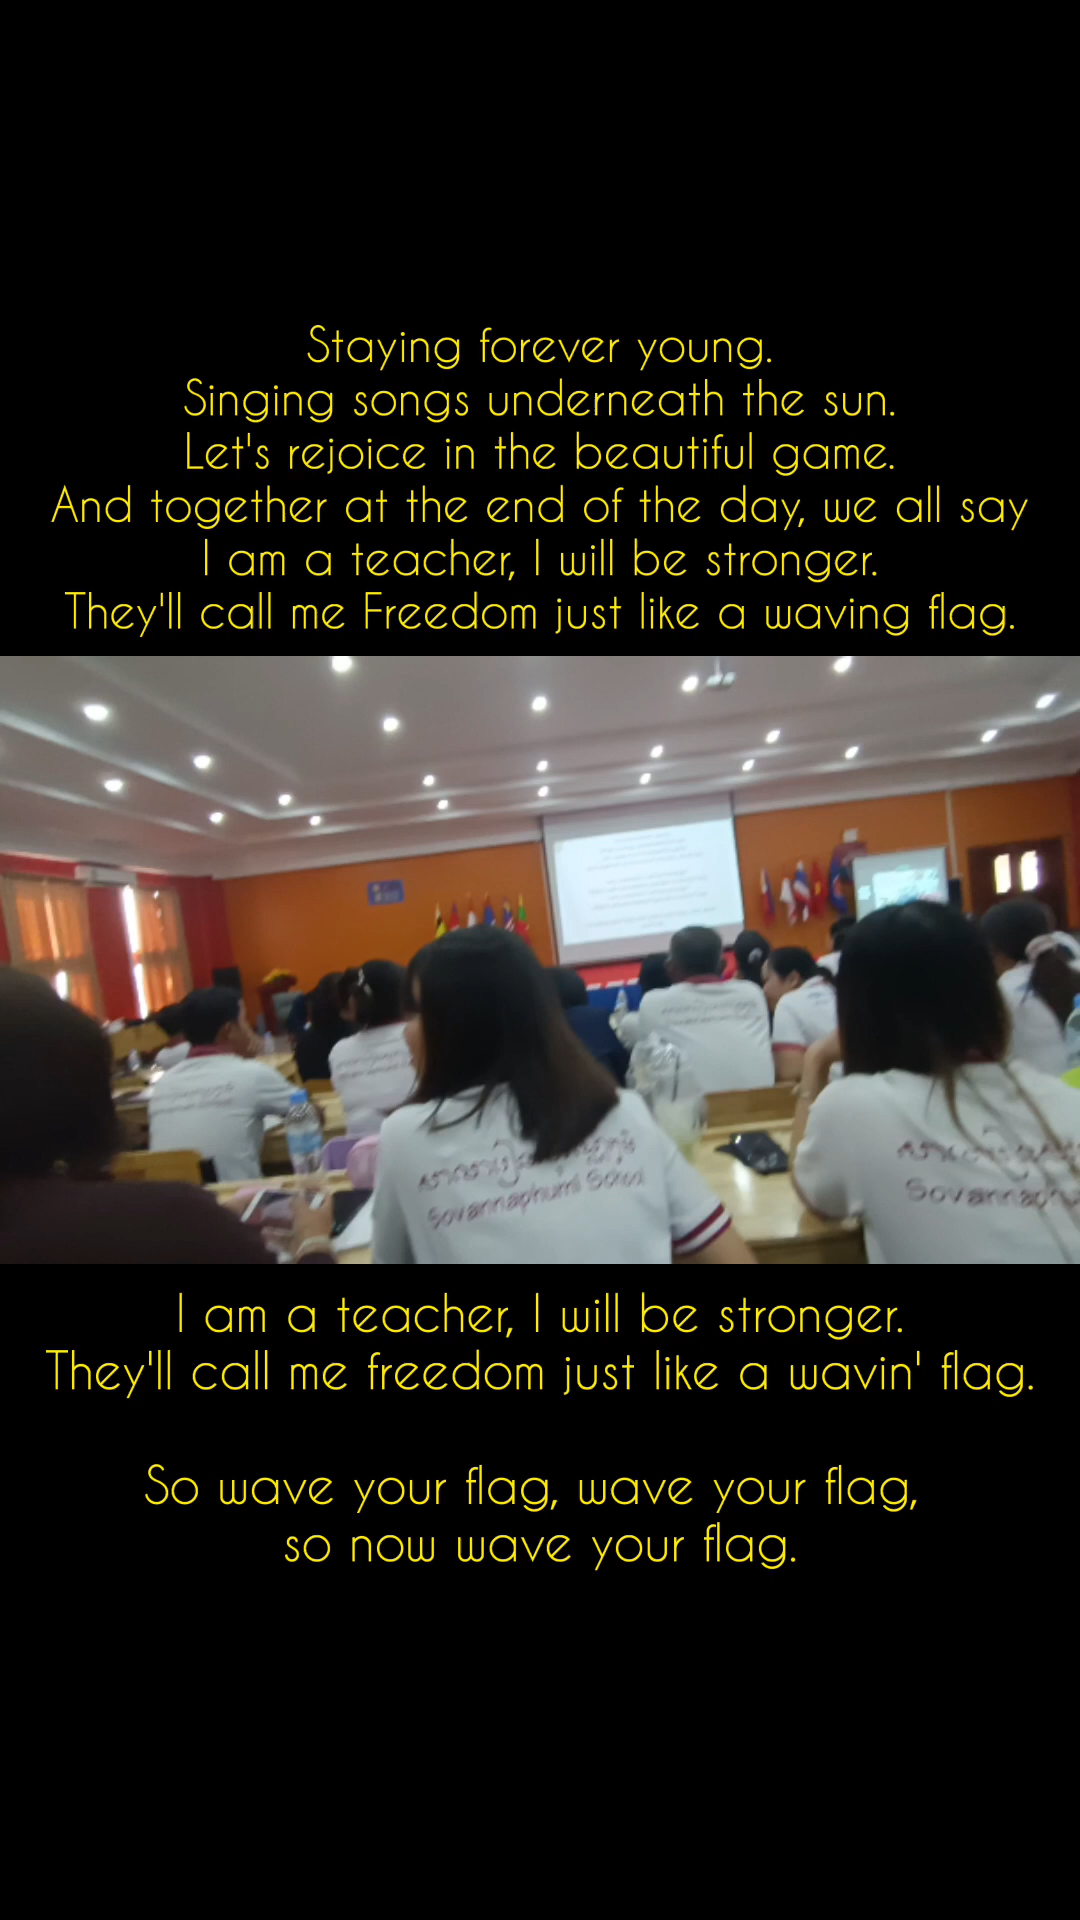 Staying forever young.
Singing songs underneath the sun.
Let's rejoice in the beautiful game.
And together at the end of the day, we all say
I am a teacher, I will be stronger.
They'll call me Freedom just like a waving flag.
Sovannaphumi School
Sovannaphu
I am a teacher, I will be stronger.
They'll call me freedom just like a wavin' flag.
So wave your flag, wave your flag,
so now wave your flag.